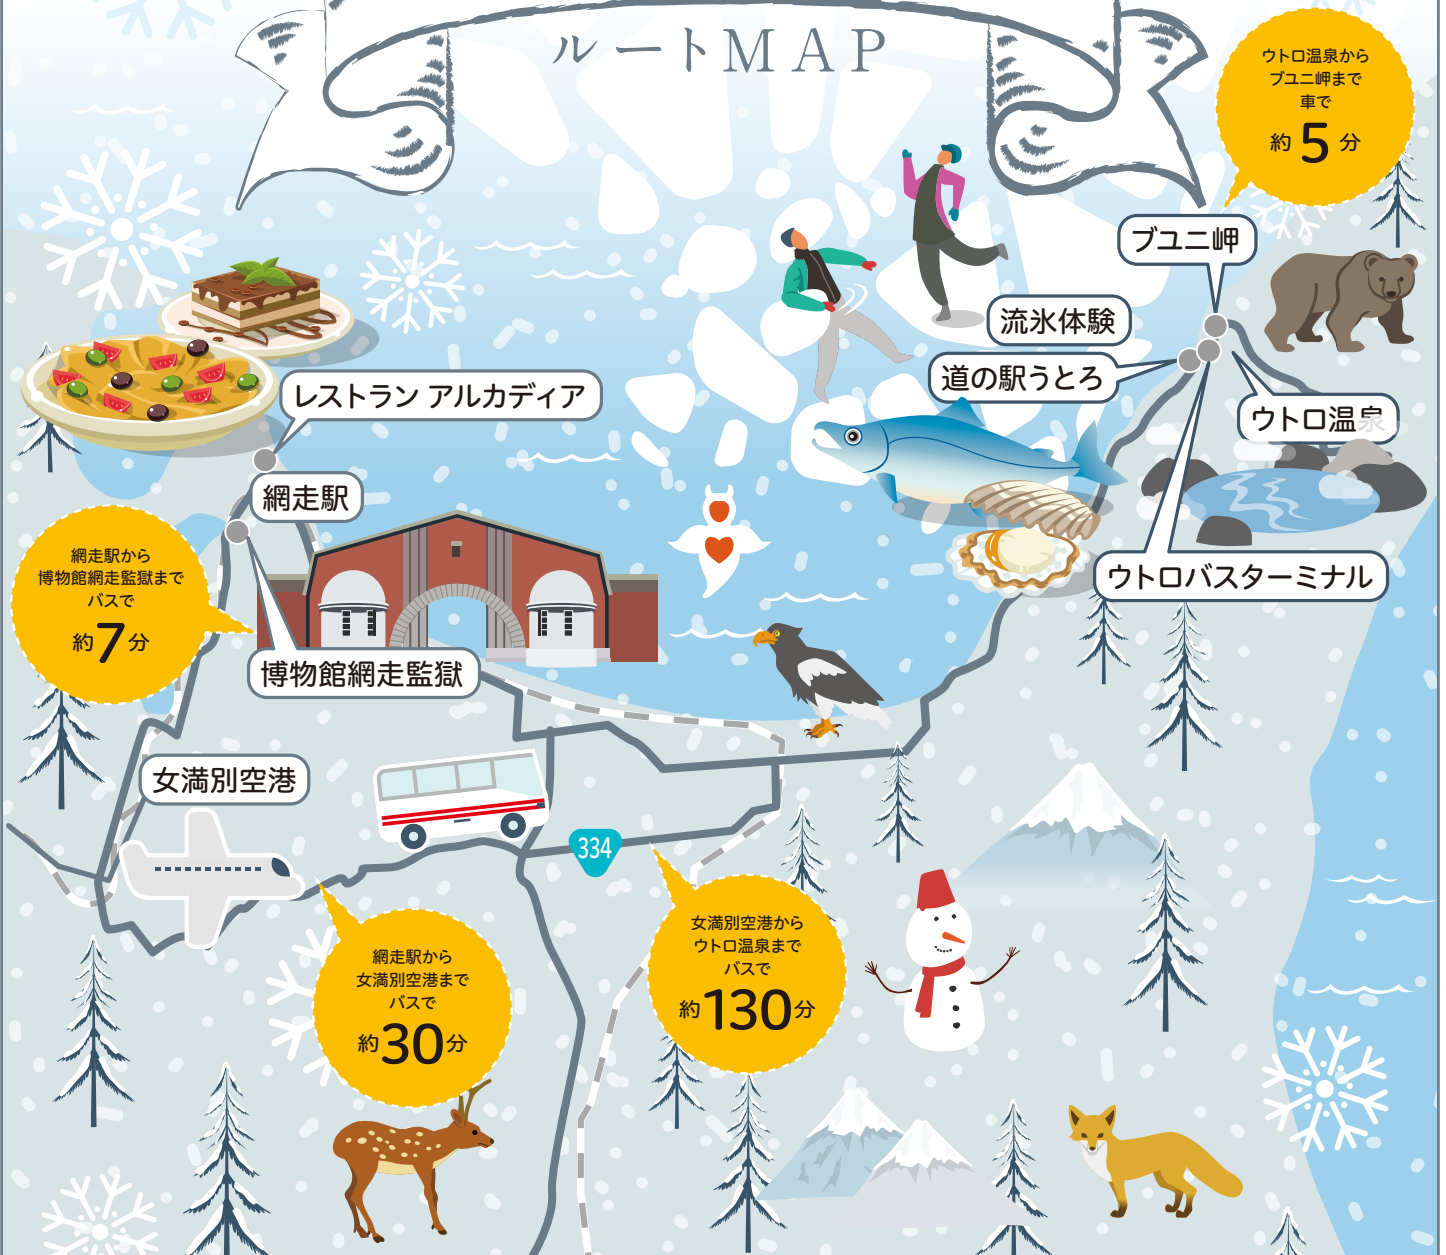 ルートMAP
ウトロ温泉から
プユニ岬まで
車で
約5分
プユニ岬
流氷体験
道の駅うとろ
ウトロ温泉
レストラン アルカディア
網走駅
網走駅から
博物館網走監獄まで
バスで
約7分
ウトロバスターミナル
博物館網走監獄
女満別空港
334
女満別空港から
ウトロ温泉まで
バスで
約130分
網走駅から
女満別空港まで
バスで
約30分